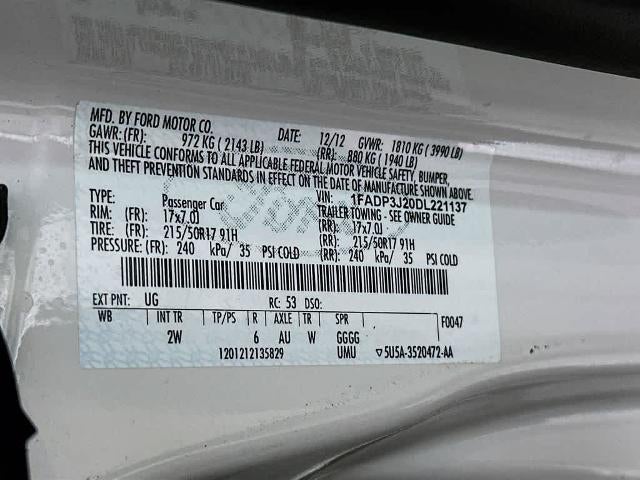 MFD. BY FORD MOTOR CO.
DATE: 12/12 GVWR: 1810 KG ( 3990 LB)
GAWR: (FR): 972 KG ( 2143 LB) (RR): 880 KG ( 1940 LB)
THIS VEHICLE CONFORMS TO ALL APPLICABLE FEDERAL MOTOR VEHICLE SAFETY, BUMPER,
AND THEFT PREVENTION STANDARDS IN EFFECT ON THE DATE OF MANUFACTURE SHOWN ABOVE.
VIN: 1FADP3J20DL221137
TYPE: Passenger Car TRAILER TOWING - SEE OWNER GUIDE
RIM: (FR): 17x7.0J (RR): 17x7.0J
TIRE: (FR): 215/50R17 91H (RR): 215/50R17 91H
PRESSURE: (FR): 240 kPa/ 35 PSI COLD (RR): 240 kPa/ 35 PSI COLD
EXT PNT: UG RC: 53 DSO: F0047
WB INT TR TP/PS R AXLE TR SPR
2W 6 AU W GGGG
1201212135829 UMU 5U5A-3520472-AA